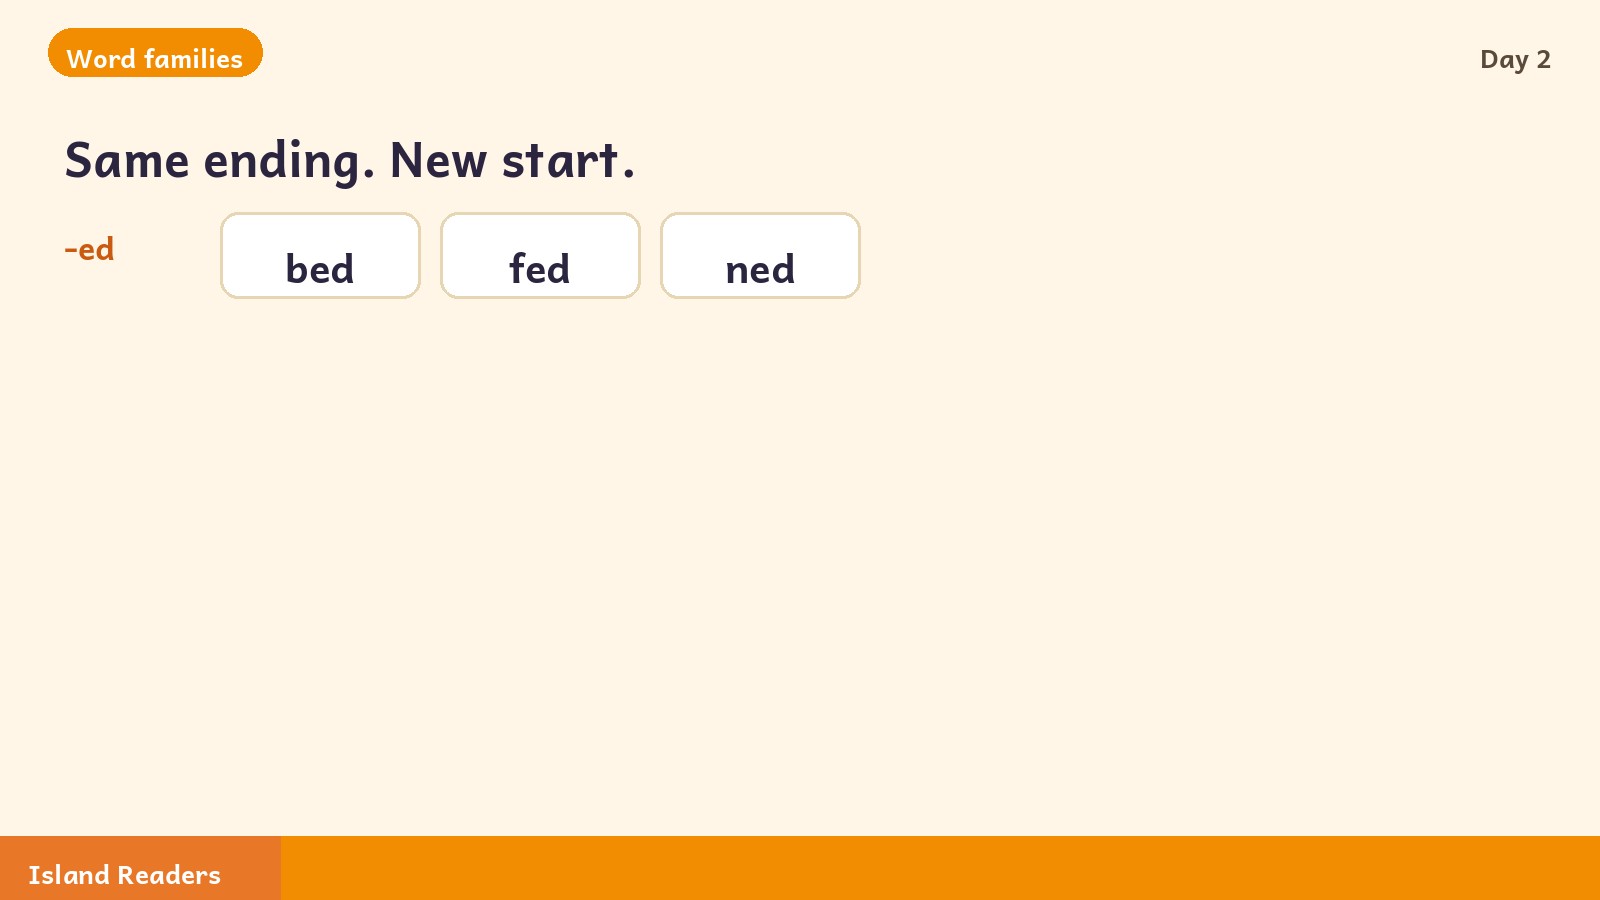 Word families
Day 2
Same ending. New start.
-ed
bed
fed
ned
Island Readers